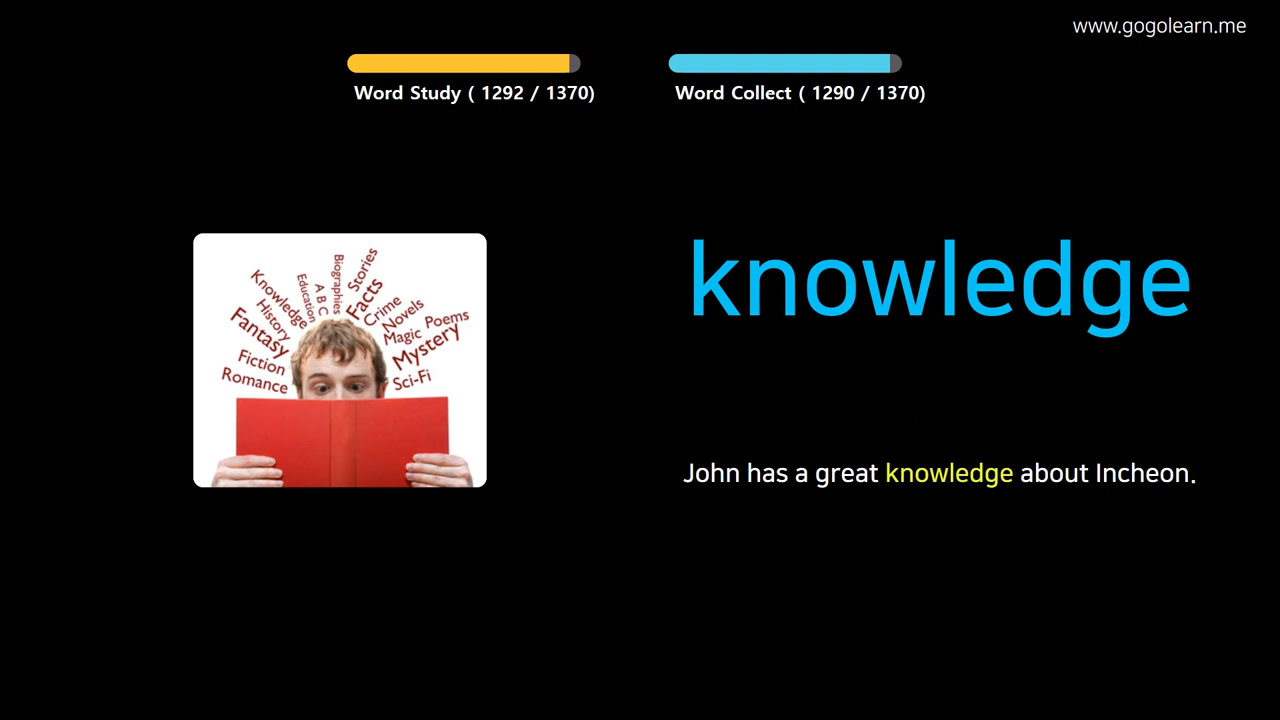 www.gogolearn.me
Word Study ( 1292 / 1370)
Word Collect ( 1290 / 1370)
knowledge
John has a great knowledge about Incheon.
Knowledge
History
Fantasy
Fiction
Romance
Education
A B C
Biographies
Stories
Facts
Crime
Novels
Magic
Poems
Mystery
Sci-Fi